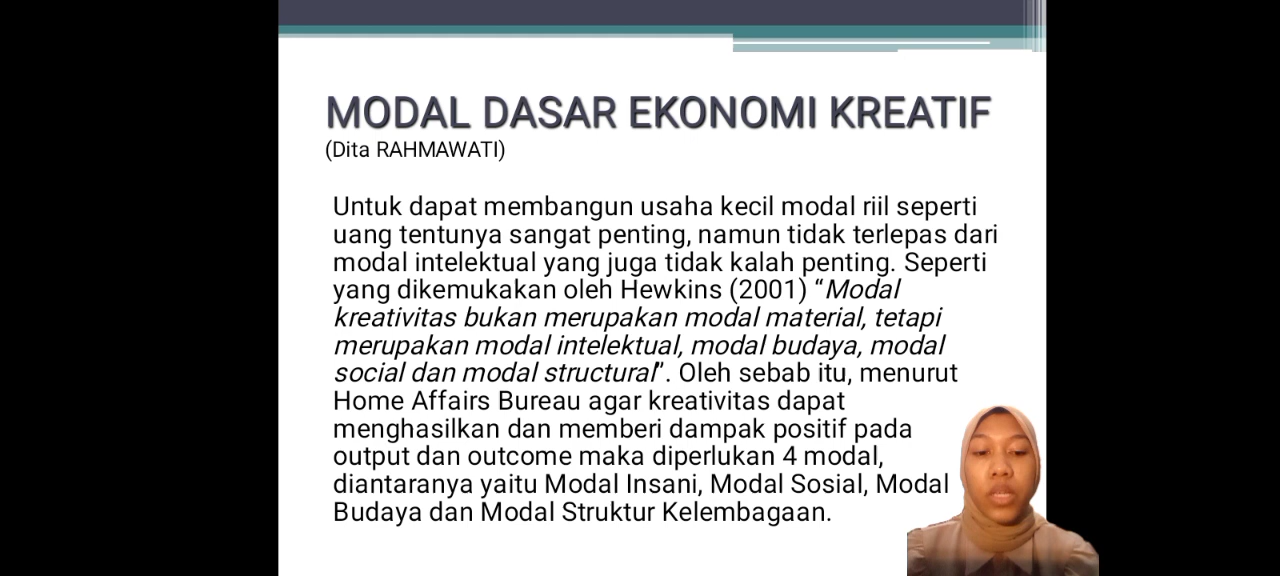 MODAL DASAR EKONOMI KREATIF
(Dita RAHMAWATI)
Untuk dapat membangun usaha kecil modal riil seperti
uang tentunya sangat penting, namun tidak terlepas dari
modal intelektual yang juga tidak kalah penting. Seperti
yang dikemukakan oleh Hewkins (2001) “Modal
kreativitas bukan merupakan modal material, tetapi
merupakan modal intelektual, modal budaya, modal
social dan modal structural”. Oleh sebab itu, menurut
Home Affairs Bureau agar kreativitas dapat
menghasilkan dan memberi dampak positif pada
output dan outcome maka diperlukan 4 modal,
diantaranya yaitu Modal Insani, Modal Sosial, Modal
Budaya dan Modal Struktur Kelembagaan.